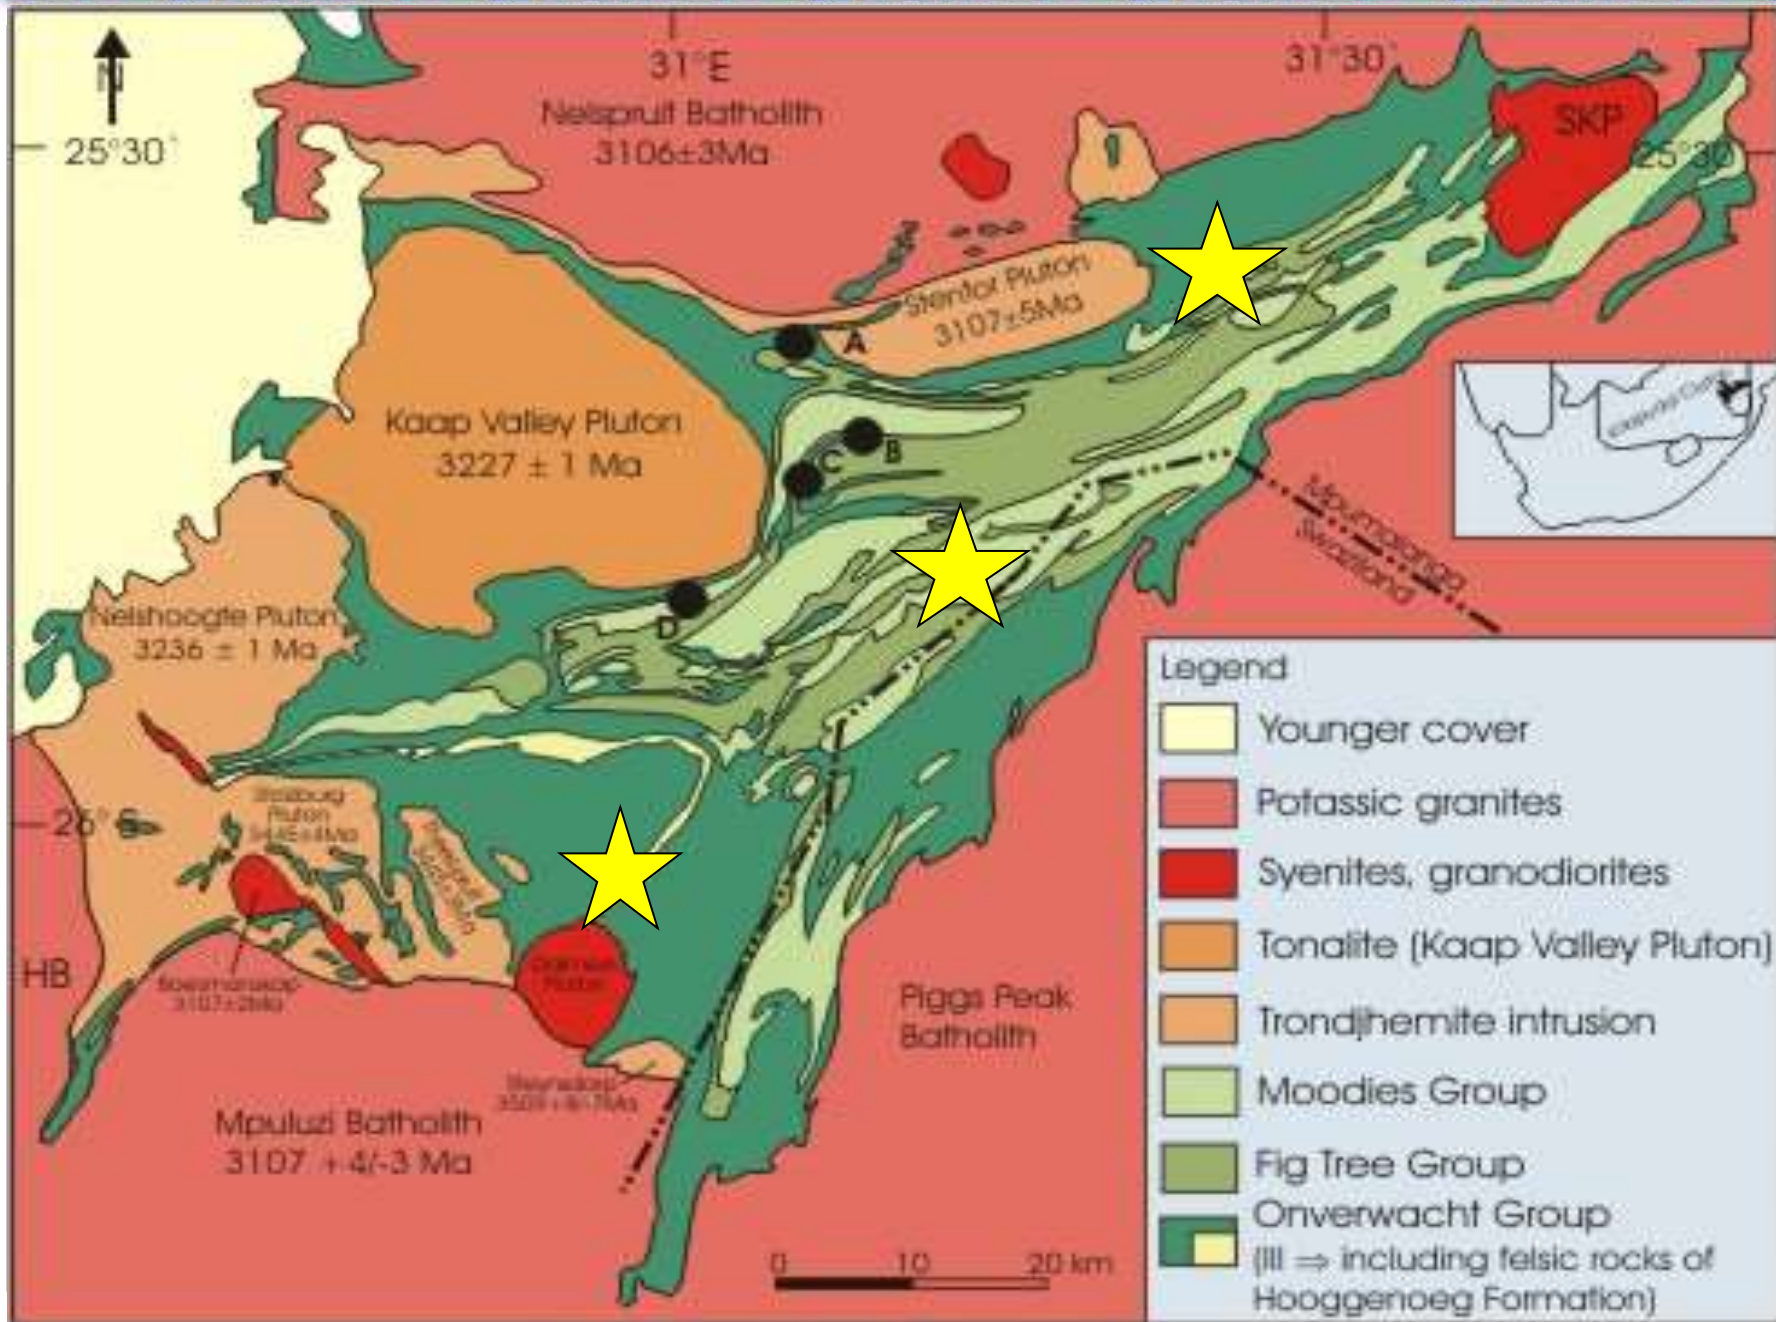 N
31°E
31°30'
Nelspruit Batholith
3106±3Ma
SKP
25°30'
25°30'
Stentor Pluton
3107±5Ma
A
Kaap Valley Pluton
3227 ± 1 Ma
B
C
Mpumalanga
Swaziland
D
Nelshoogte Pluton
3236 ± 1 Ma
26° S
Pluton
HB
3107±2Ma
Piggs Peak
Batholith
Mpuluzi Batholith
3107 +4/-3 Ma
0 10 20 km
Legend
Younger cover
Potassic granites
Syenites, granodiorites
Tonalite (Kaap Valley Pluton)
Trondjhemite intrusion
Moodies Group
Fig Tree Group
Onverwacht Group
(III ⇒ including felsic rocks of
Hooggenoeg Formation)